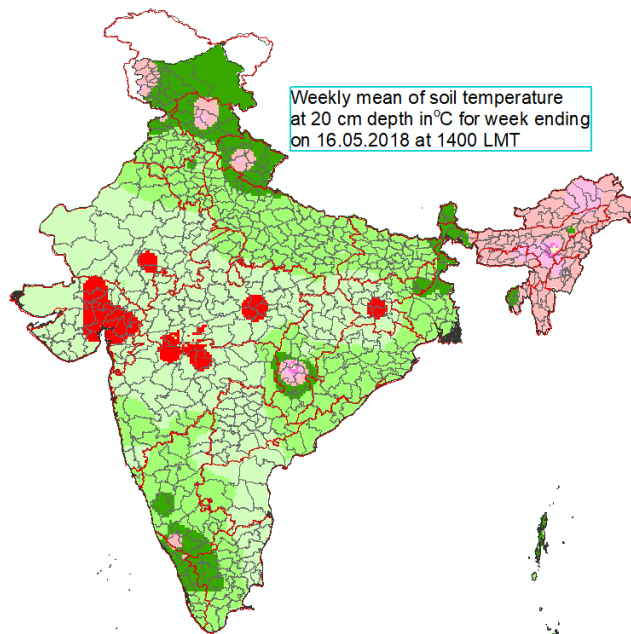 Weekly mean of soil temperature
at 20 cm depth in°C for week ending
on 16.05.2018 at 1400 LMT